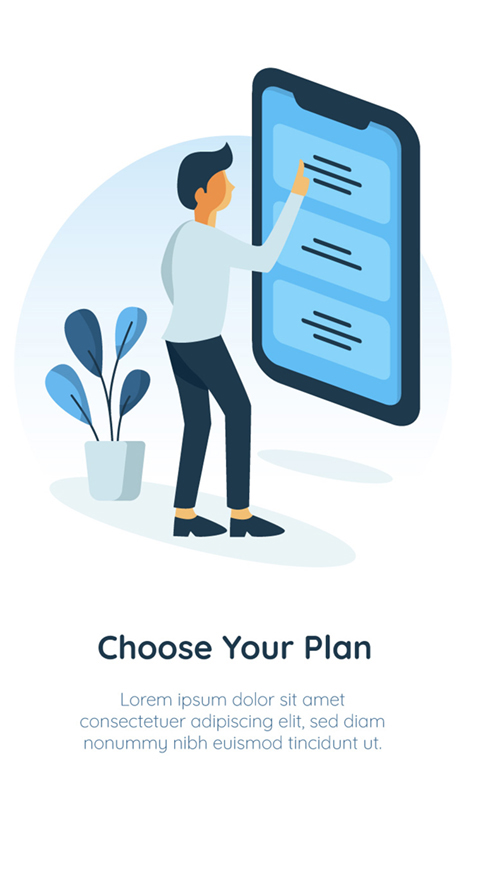 Choose Your Plan
Lorem ipsum dolor sit amet
consectetuer adipiscing elit, sed diam
nonummy nibh euismod tincidunt ut.